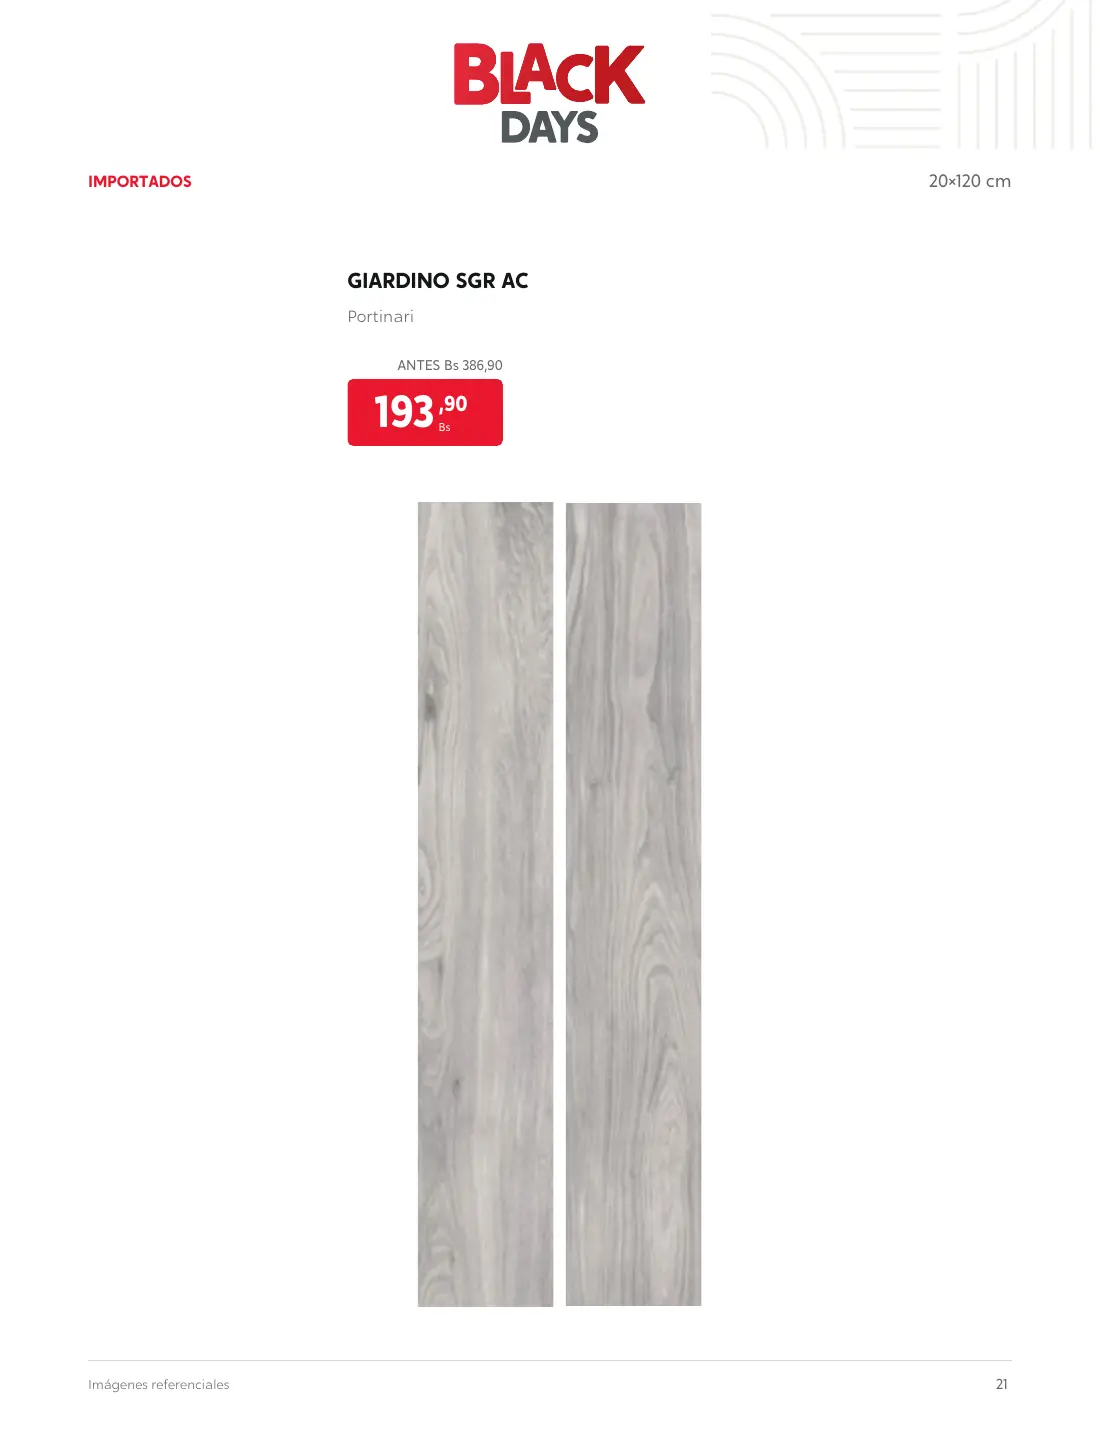 BLACK
DAYS
IMPORTADOS
20×120 cm
GIARDINO SGR AC
Portinari
ANTES Bs 386,90
193,90
Bs
Imágenes referenciales
21